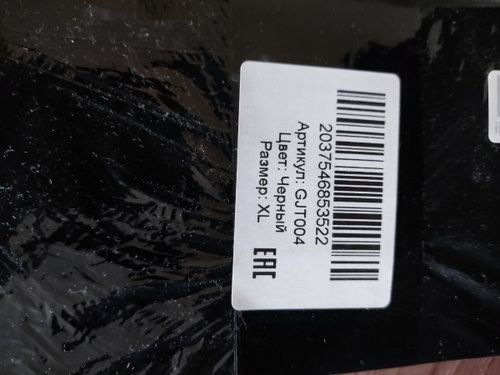 2037546853522
Артикул: GJT004
Цвет: Черный
Размер: XL
EAC